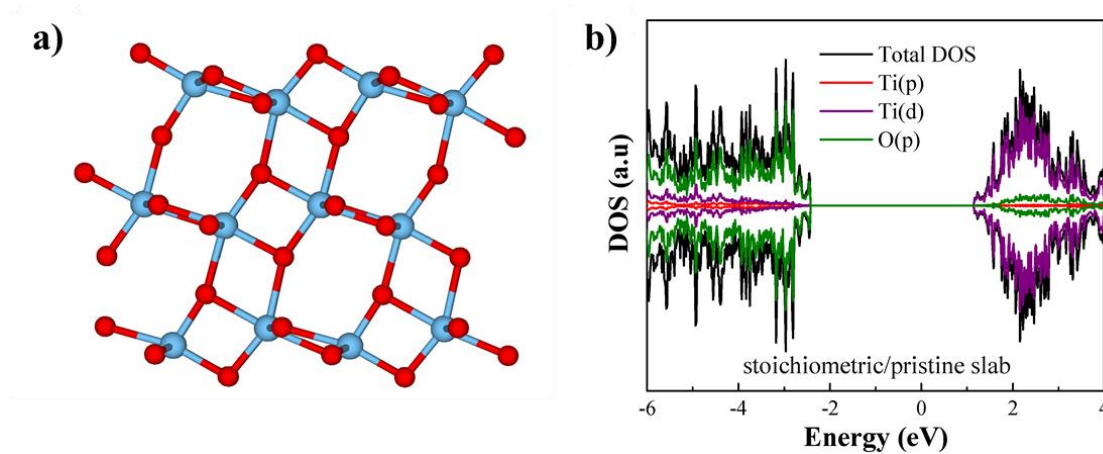 a)
b)
Total DOS
Ti(p)
Ti(d)
O(p)
DOS (a.u)
stoichiometric/pristine slab
-6 -4 -2 0 2 4
Energy (eV)